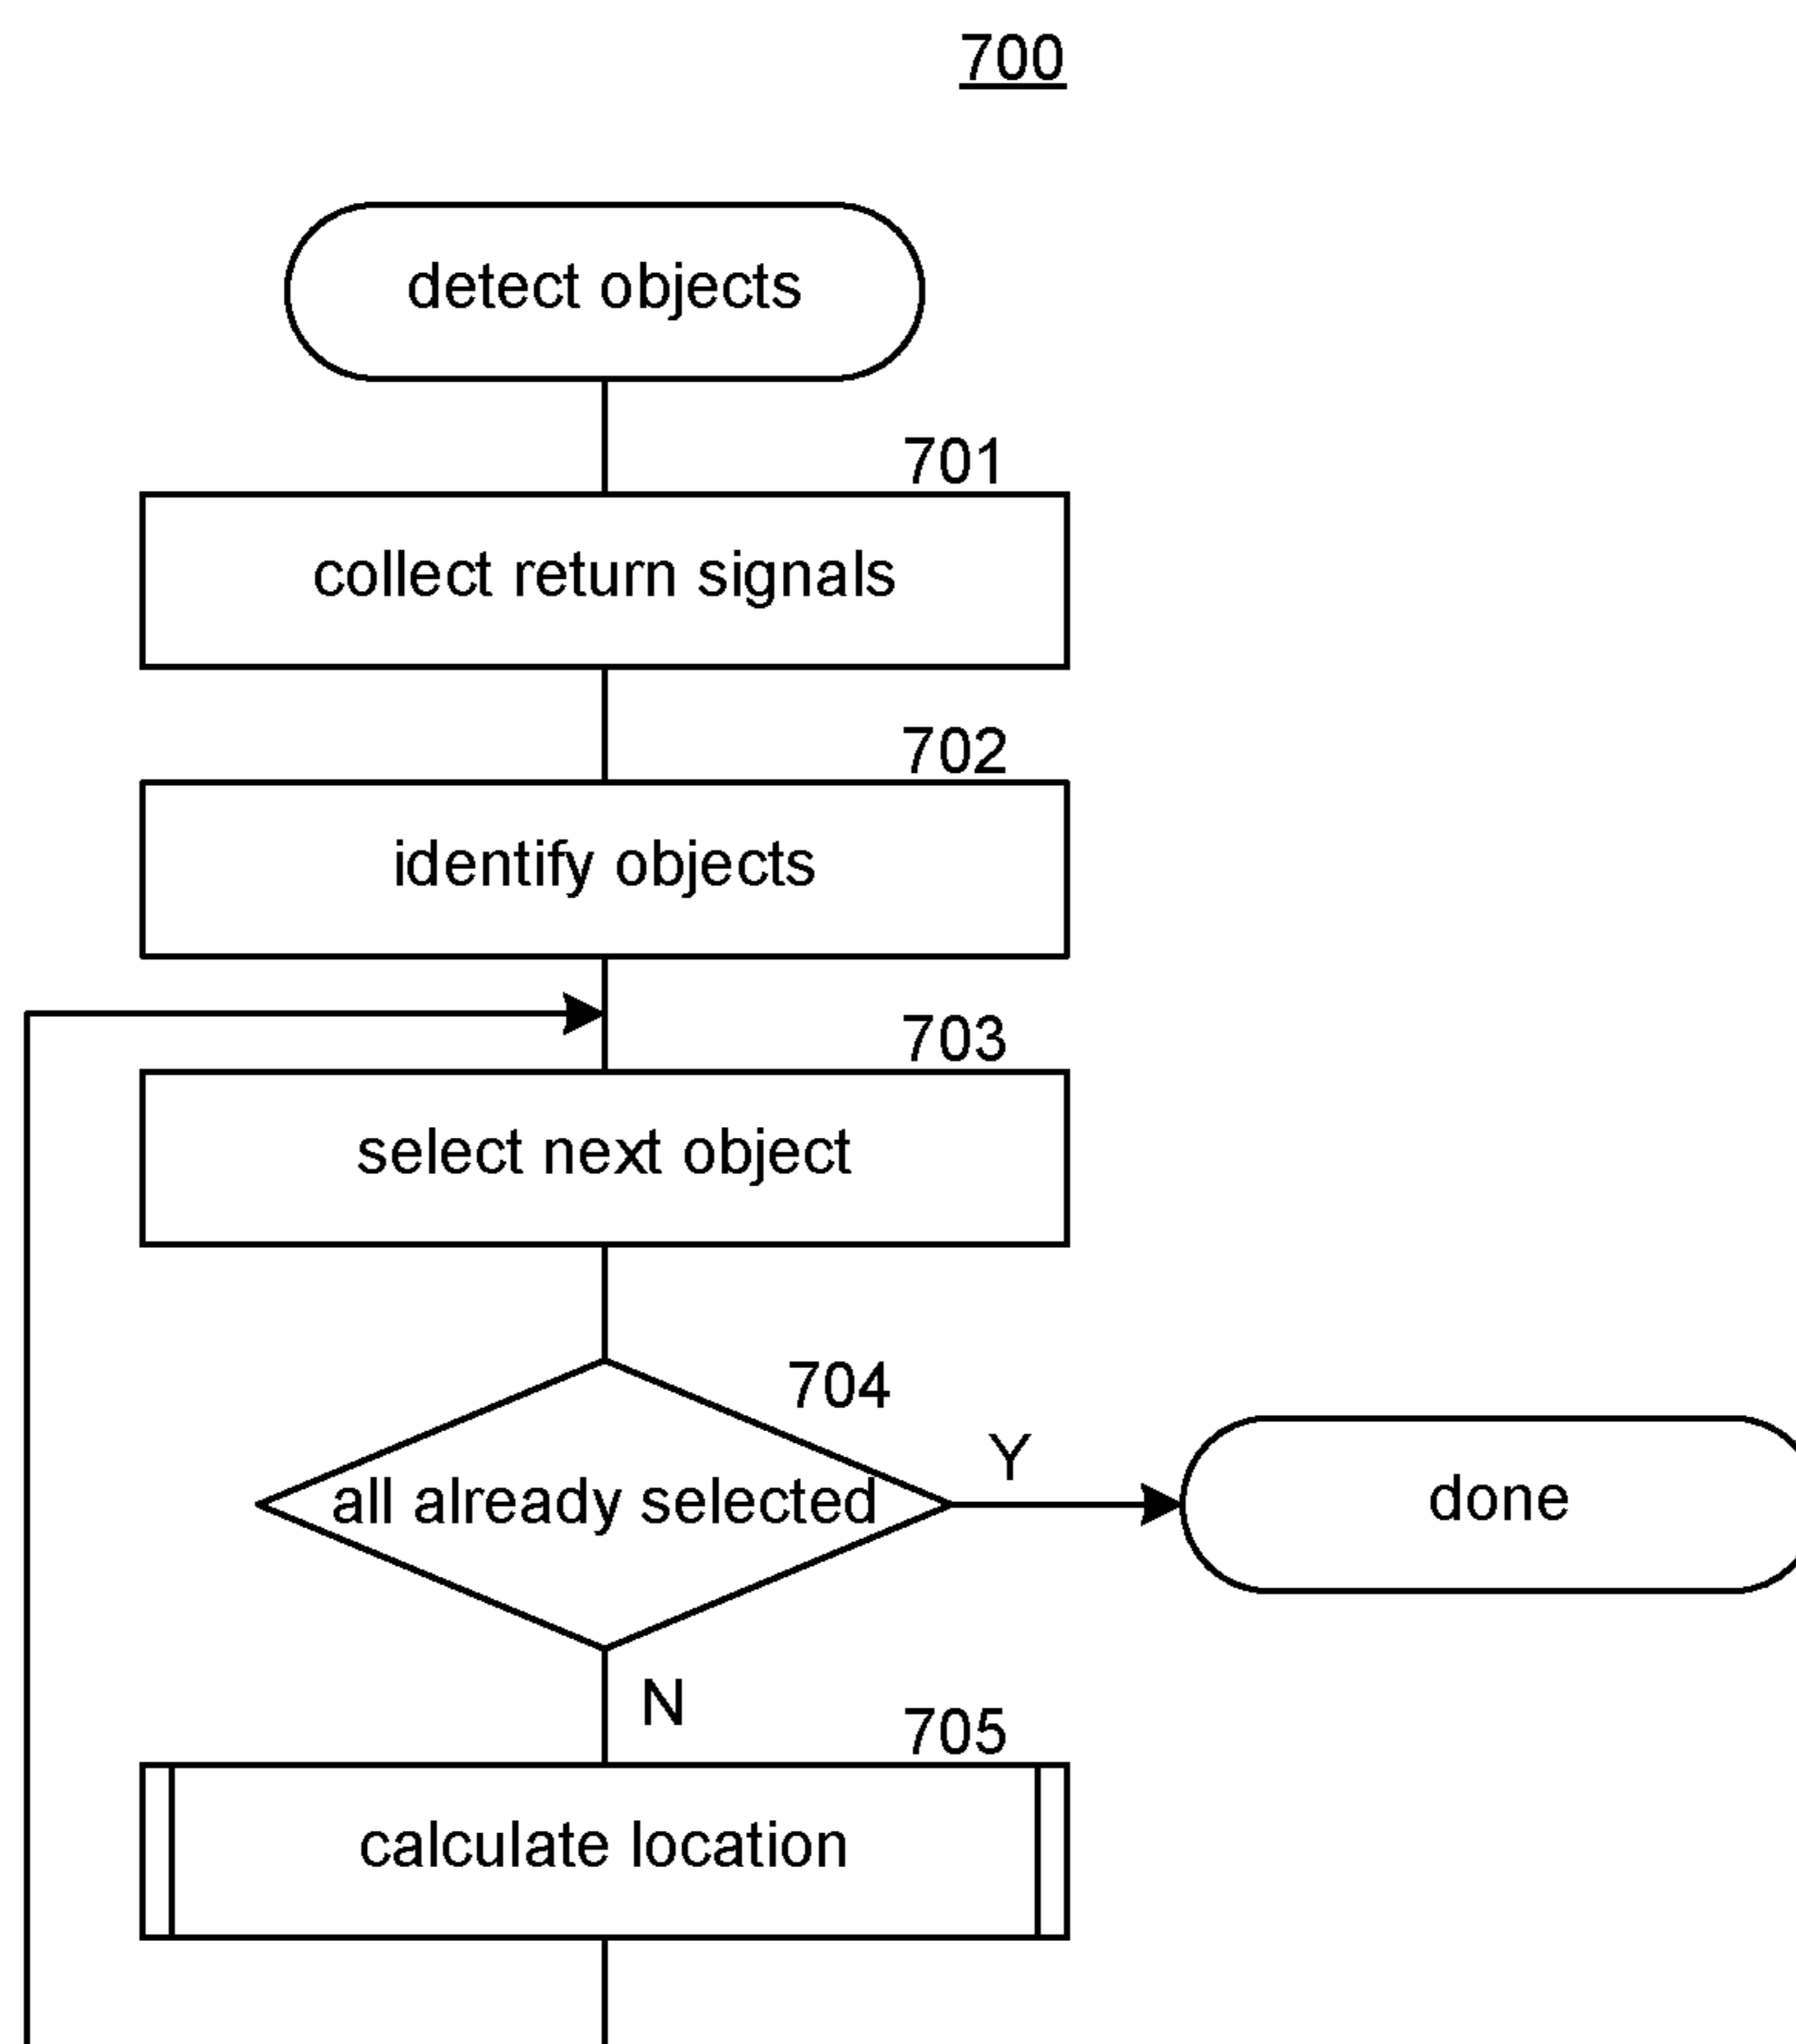 700
detect objects
701
collect return signals
702
identify objects
703
select next object
704
all already selected
Y
done
N
705
calculate location